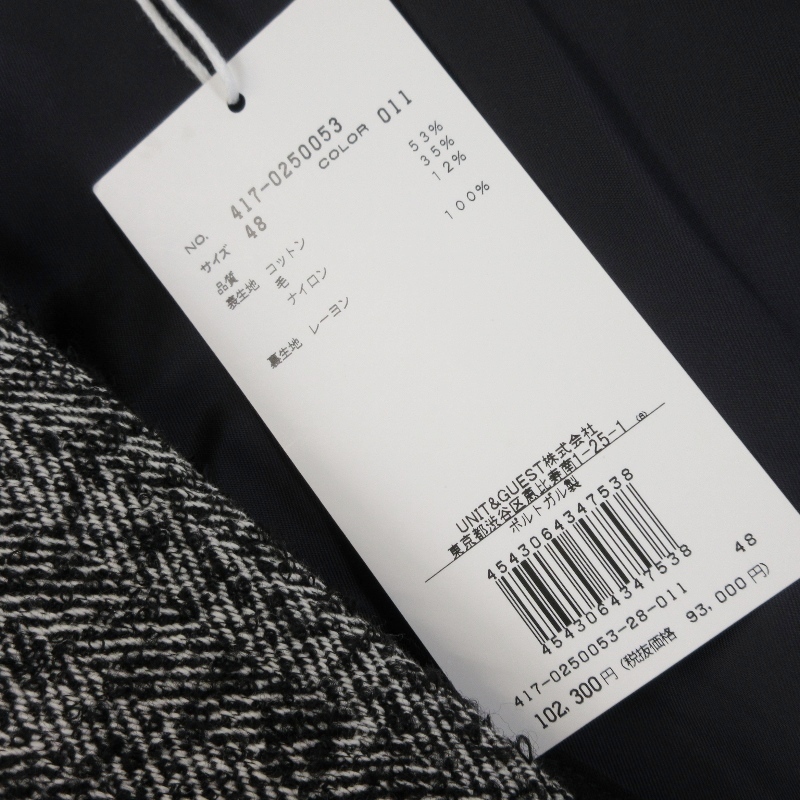 NO. 417-0250053
COLOR 011
サイズ 48
品質
表生地 コットン 53%
毛 35%
ナイロン 12%
裏生地 レーヨン 100%
UNIT&GUEST株式会社
東京都渋谷区恵比寿南1-25-1 (A)
ポルトガル製
4543064347538
4543064347538
417-0250053-28-011 48
102,300円 (税抜価格 93,000円)